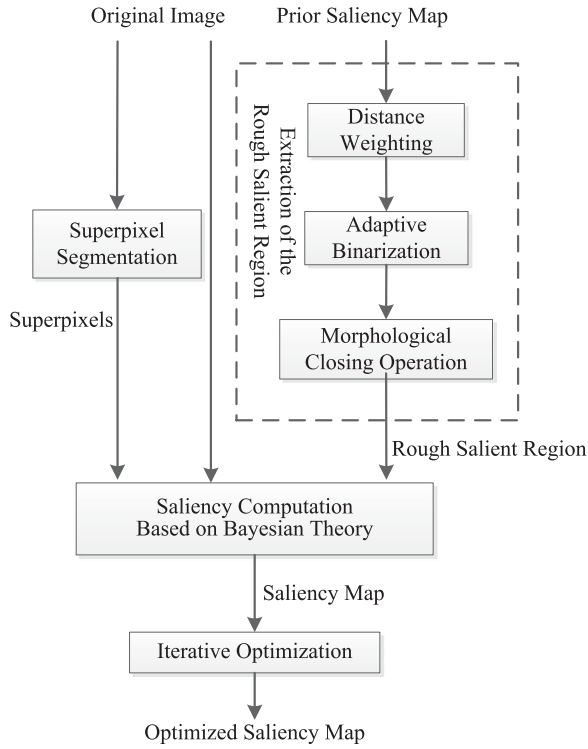 Original Image
Prior Saliency Map
Distance
Weighting
Extraction of the
Rough Salient Region
Superpixel
Segmentation
Adaptive
Binarization
Superpixels
Morphological
Closing Operation
Rough Salient Region
Saliency Computation
Based on Bayesian Theory
Saliency Map
Iterative Optimization
Optimized Saliency Map